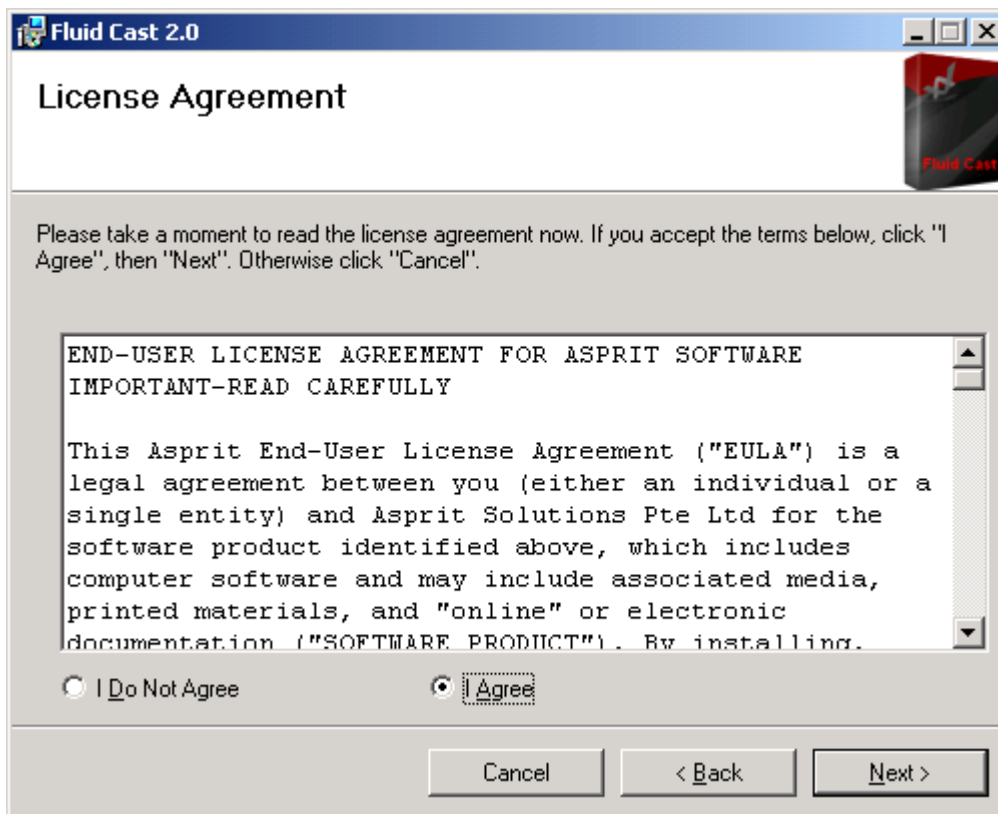 Fluid Cast 2.0
License Agreement
Fluid Cast
Please take a moment to read the license agreement now. If you accept the terms below, click "I
Agree", then "Next". Otherwise click "Cancel".
END-USER LICENSE AGREEMENT FOR ASPRIT SOFTWARE
IMPORTANT-READ CAREFULLY
This Asprit End-User License Agreement ("EULA") is a
legal agreement between you (either an individual or a
single entity) and Asprit Solutions Pte Ltd for the
software product identified above, which includes
computer software and may include associated media,
printed materials, and "online" or electronic
documentation ("SOFTWARE PRODUCT"). By installing,
I Do Not Agree
I Agree
Cancel
< Back
Next >